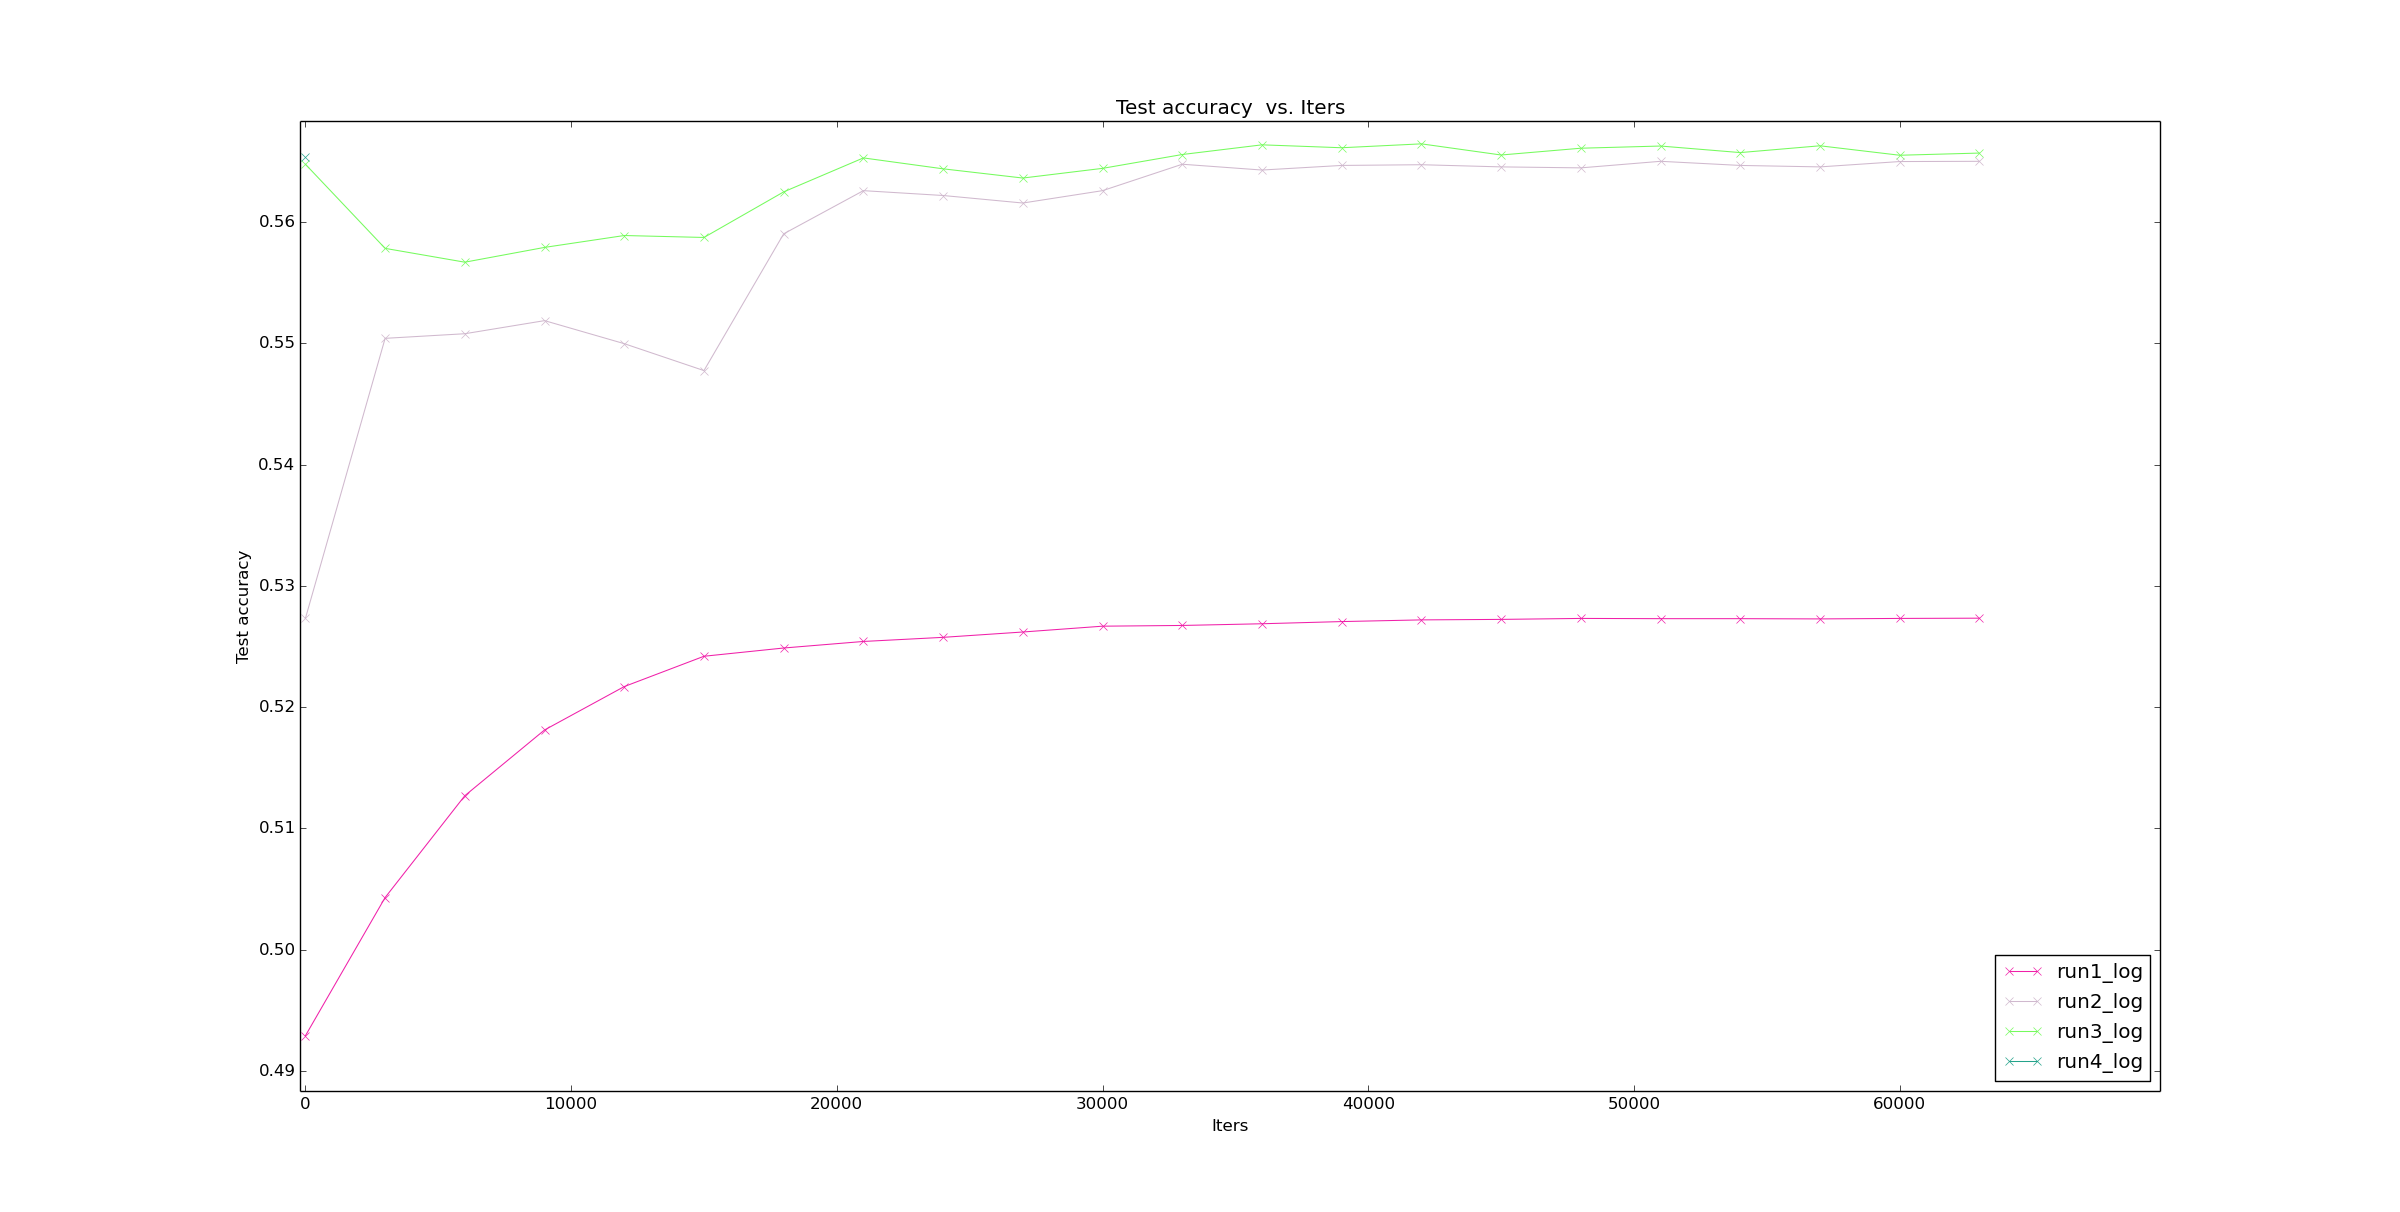 Test accuracy  vs. Iters
Test accuracy
0.56
0.55
0.54
0.53
0.52
0.51
0.50
0.49
0
10000
20000
30000
40000
50000
60000
Iters
run1_log
run2_log
run3_log
run4_log